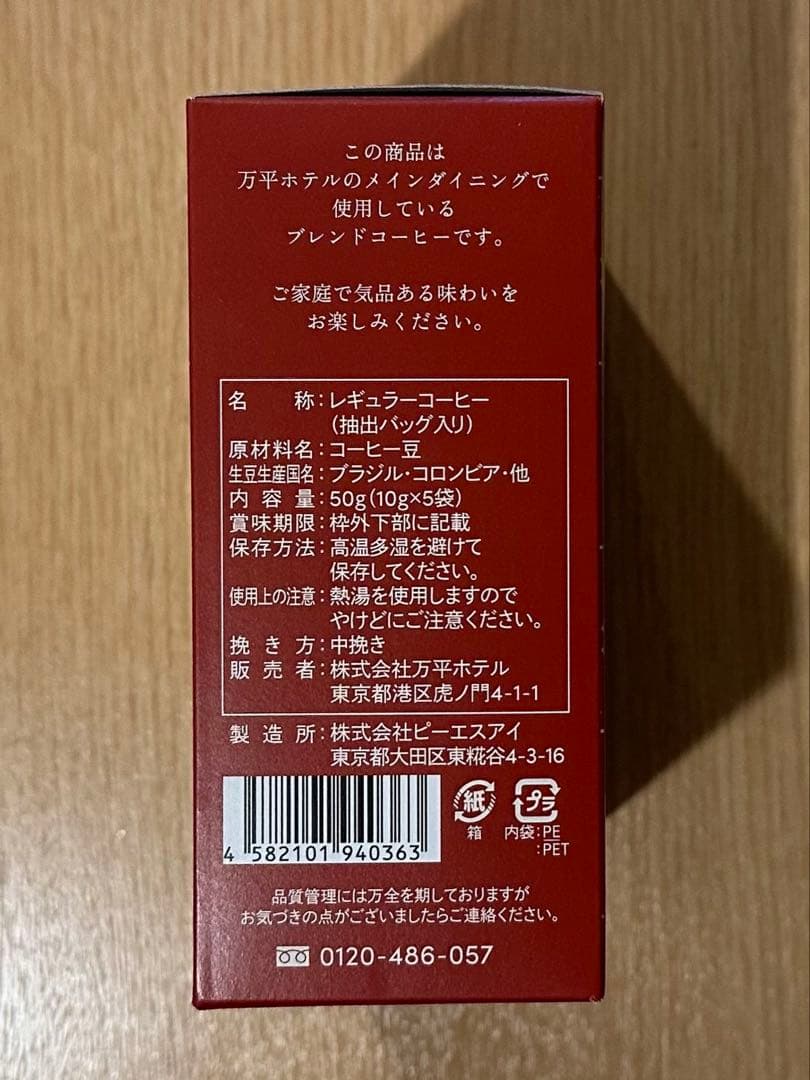 この商品は
万平ホテルのメインダイニングで
使用している
ブレンドコーヒーです。
ご家庭で気品ある味わいを
お楽しみください。
名称：レギュラーコーヒー
（抽出バッグ入り）
原材料名：コーヒー豆
生豆生産国名：ブラジル・コロンビア・他
内容量：50g（10g×5袋）
賞味期限：枠外下部に記載
保存方法：高温多湿を避けて
保存してください。
使用上の注意：熱湯を使用しますので
やけどにご注意ください。
挽き方：中挽き
販売者：株式会社万平ホテル
東京都港区虎ノ門4-1-1
製造所：株式会社ピーエスアイ
東京都大田区東糀谷4-3-16
4 582101 940363
紙
箱
プラ
内袋：PE
：PET
品質管理には万全を期しておりますが
お気づきの点がございましたらご連絡ください。
0120-486-057